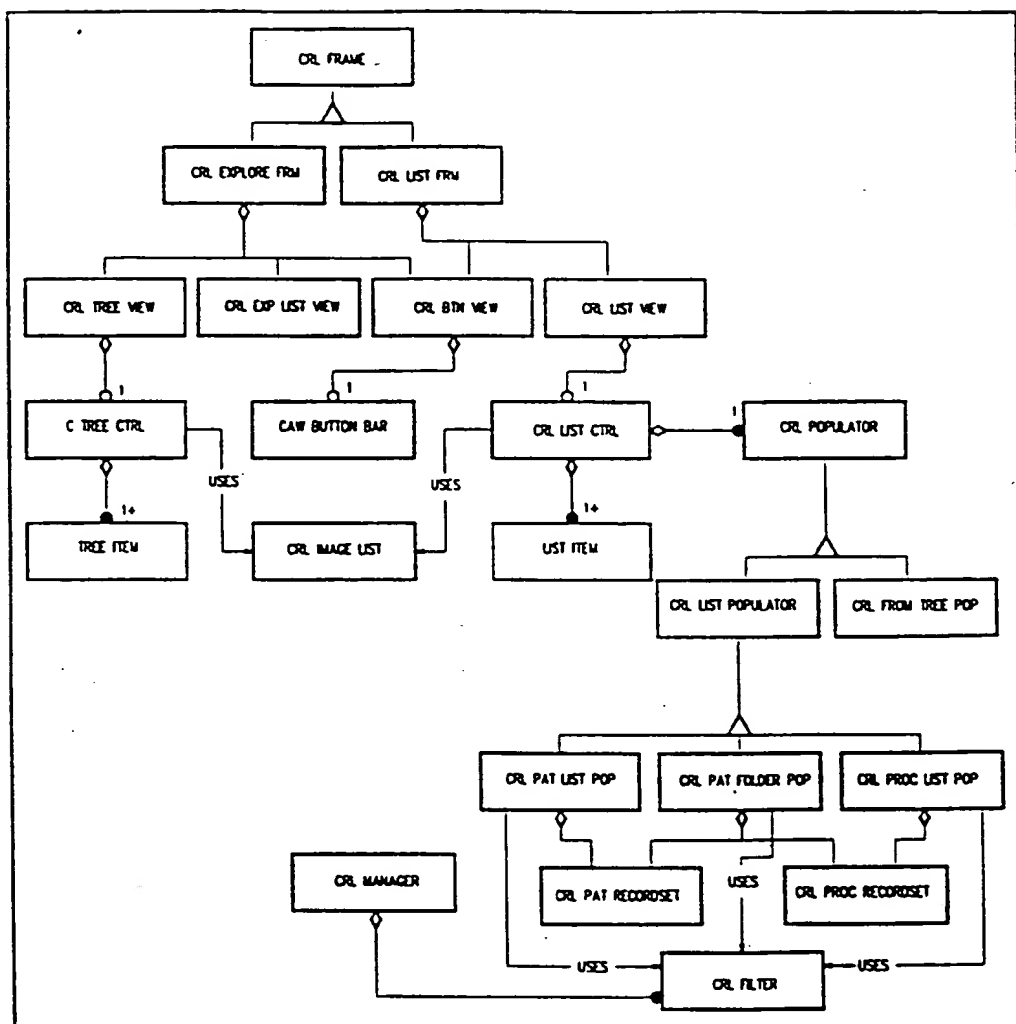 CRL FRAME
CRL EXPLORE FRM
CRL LIST FRM
CRL TREE VIEW
CRL EXP LIST VIEW
CRL BTN VIEW
CRL LIST VIEW
1
1
1
1
C TREE CTRL
CAW BUTTON BAR
CRL LIST CTRL
CRL POPULATOR
USES
USES
1+
1+
TREE ITEM
CRL IMAGE LIST
LIST ITEM
CRL LIST POPULATOR
CRL FROM TREE POP
CRL PAT LIST POP
CRL PAT FOLDER POP
CRL PROC LIST POP
CRL MANAGER
USES
CRL PAT RECORDSET
CRL PROC RECORDSET
USES
USES
CRL FILTER